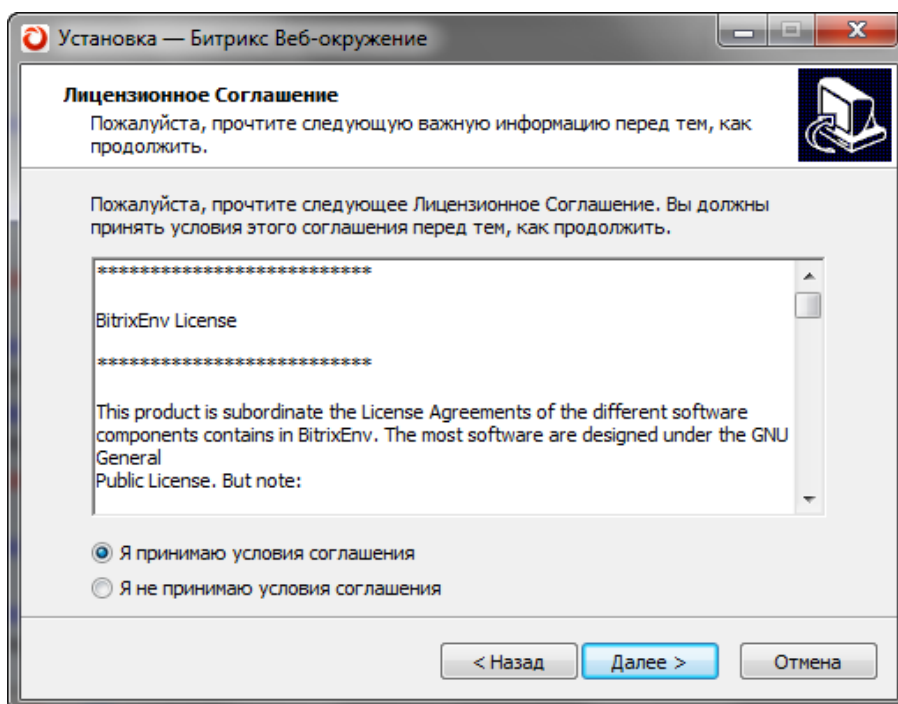 Установка — Битрикс Веб-окружение
Лицензионное Соглашение
Пожалуйста, прочтите следующую важную информацию перед тем, как
продолжить.
Пожалуйста, прочтите следующее Лицензионное Соглашение. Вы должны
принять условия этого соглашения перед тем, как продолжить.
**************************
BitrixEnv License
**************************
This product is subordinate the License Agreements of the different software
components contains in BitrixEnv. The most software are designed under the GNU
General
Public License. But note:
Я принимаю условия соглашения
Я не принимаю условия соглашения
< Назад Далее > Отмена